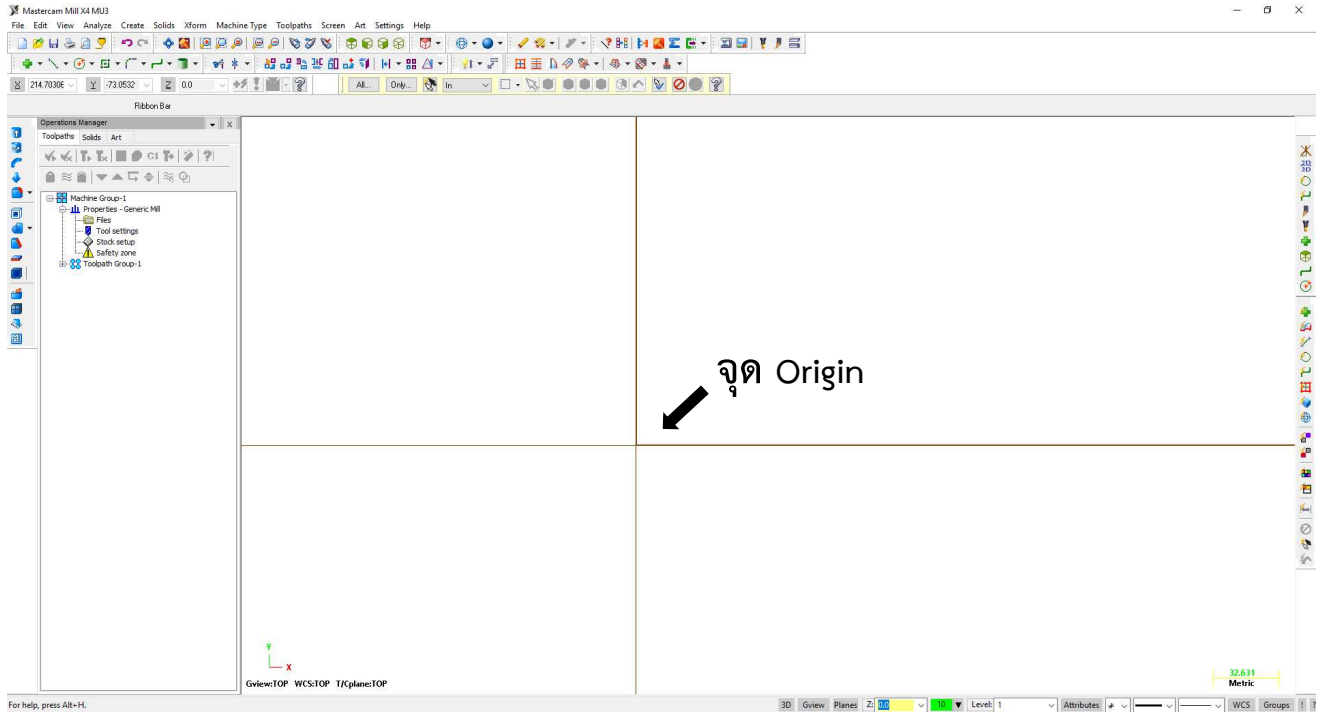 Mastercam Mill X4 MU3
File Edit View Analyze Create Solids Xform Machine Type Toolpaths Screen Art Settings Help
X 214.7030E Y -73.0532 Z 0.0 All... Only... In
Ribbon Bar
Operations Manager
Toolpaths Solids Art
G1
Machine Group-1
Properties - Generic Mill
Files
Tool settings
Stock setup
Safety zone
Toolpath Group-1
2D
3D
จุด Origin
Y
X
Gview:TOP WCS:TOP T/Cplane:TOP
32.631
Metric
For help, press Alt+H.
3D Gview Planes Z: 0.0 10 Level: 1 Attributes WCS Groups ! ?